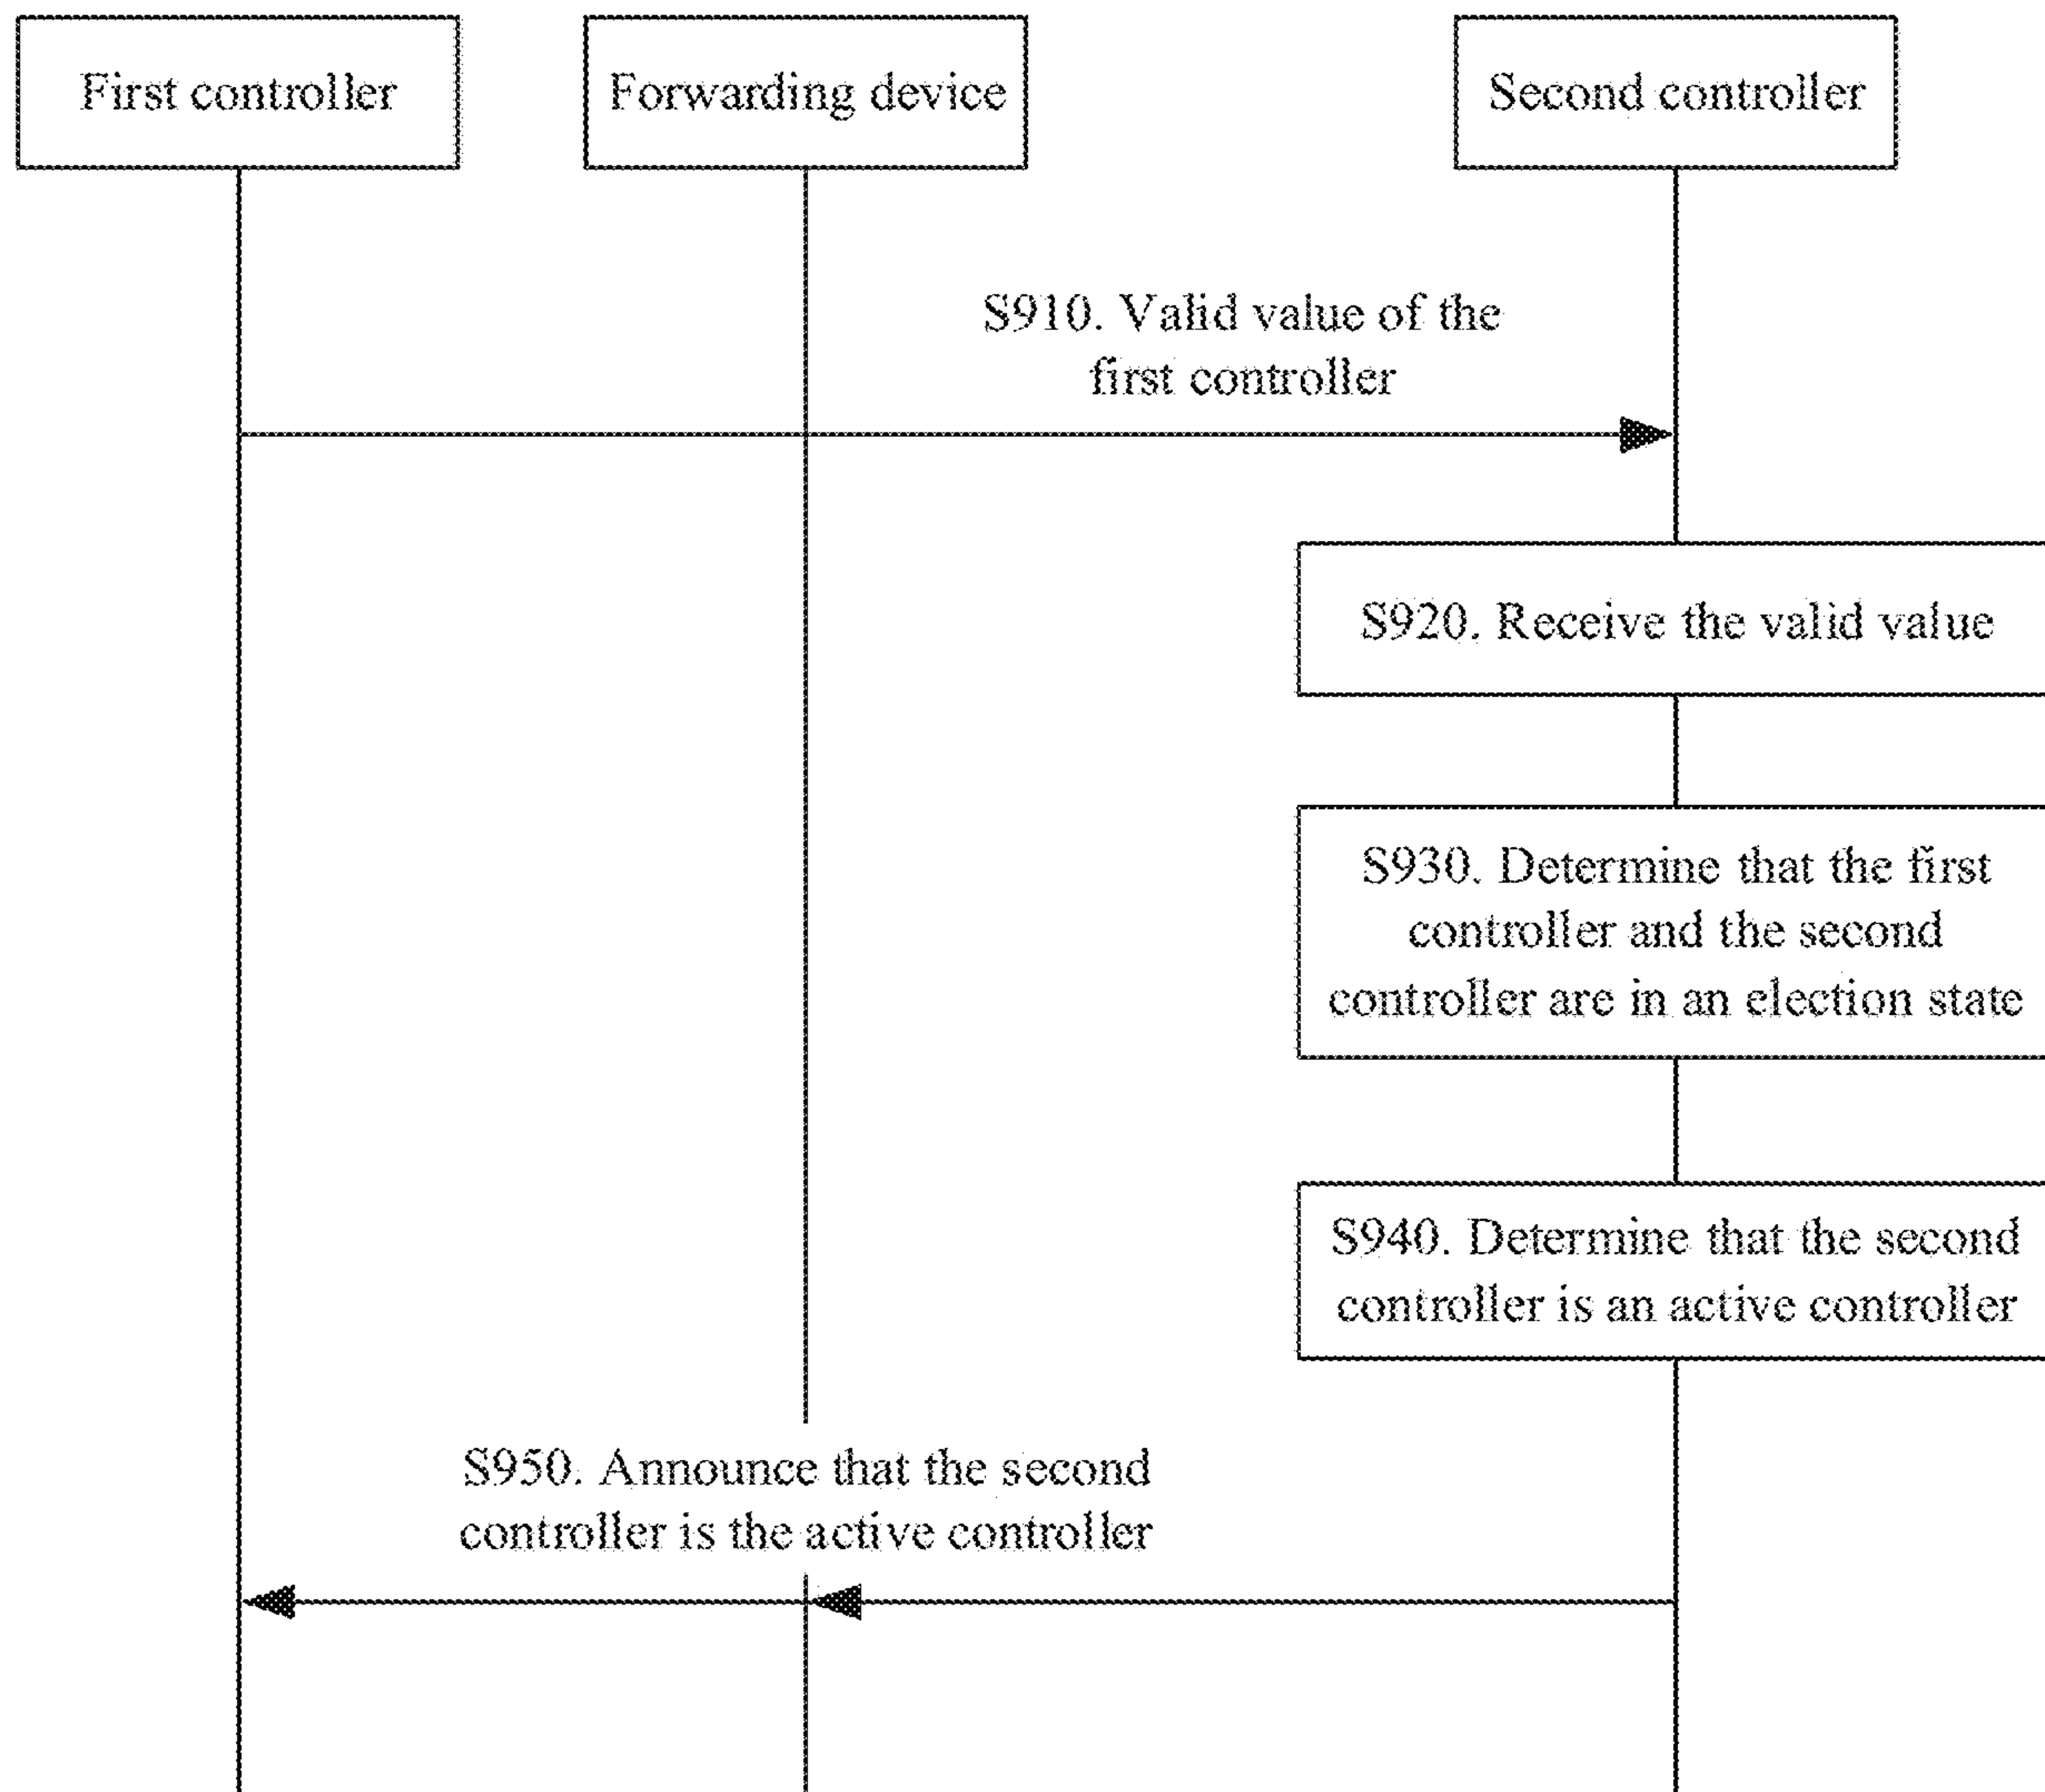 First controller
Forwarding device
Second controller
S910. Valid value of the
first controller
S920. Receive the valid value
S930. Determine that the first
controller and the second
controller are in an election state
S940. Determine that the second
controller is an active controller
S950. Announce that the second
controller is the active controller